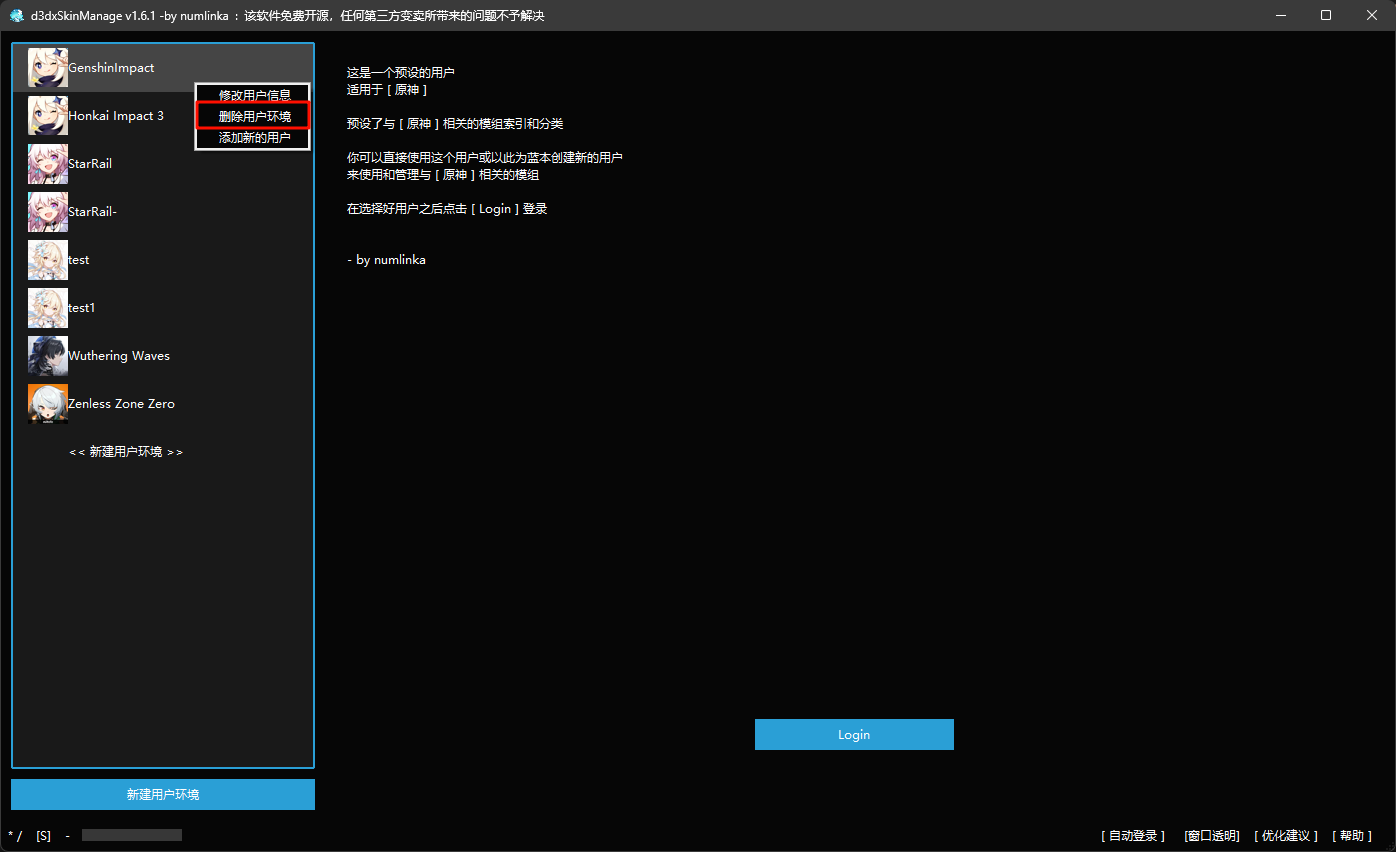 d3dxSkinManage v1.6.1 -by numlinka ：该软件免费开源，任何第三方变卖所带来的问题不予解决
GenshinImpact
Honkai Impact 3
StarRail
StarRail-
test
test1
Wuthering Waves
Zenless Zone Zero
<< 新建用户环境 >>
修改用户信息
删除用户环境
添加新的用户
这是一个预设的用户
适用于 [ 原神 ]
预设了与 [ 原神 ] 相关的模组索引和分类
你可以直接使用这个用户或以此为蓝本创建新的用户
来使用和管理与 [ 原神 ] 相关的模组
在选择好用户之后点击 [ Login ] 登录
- by numlinka
Login
新建用户环境
* / [S] -
[ 自动登录 ] [窗口透明] [ 优化建议 ] [ 帮助 ]